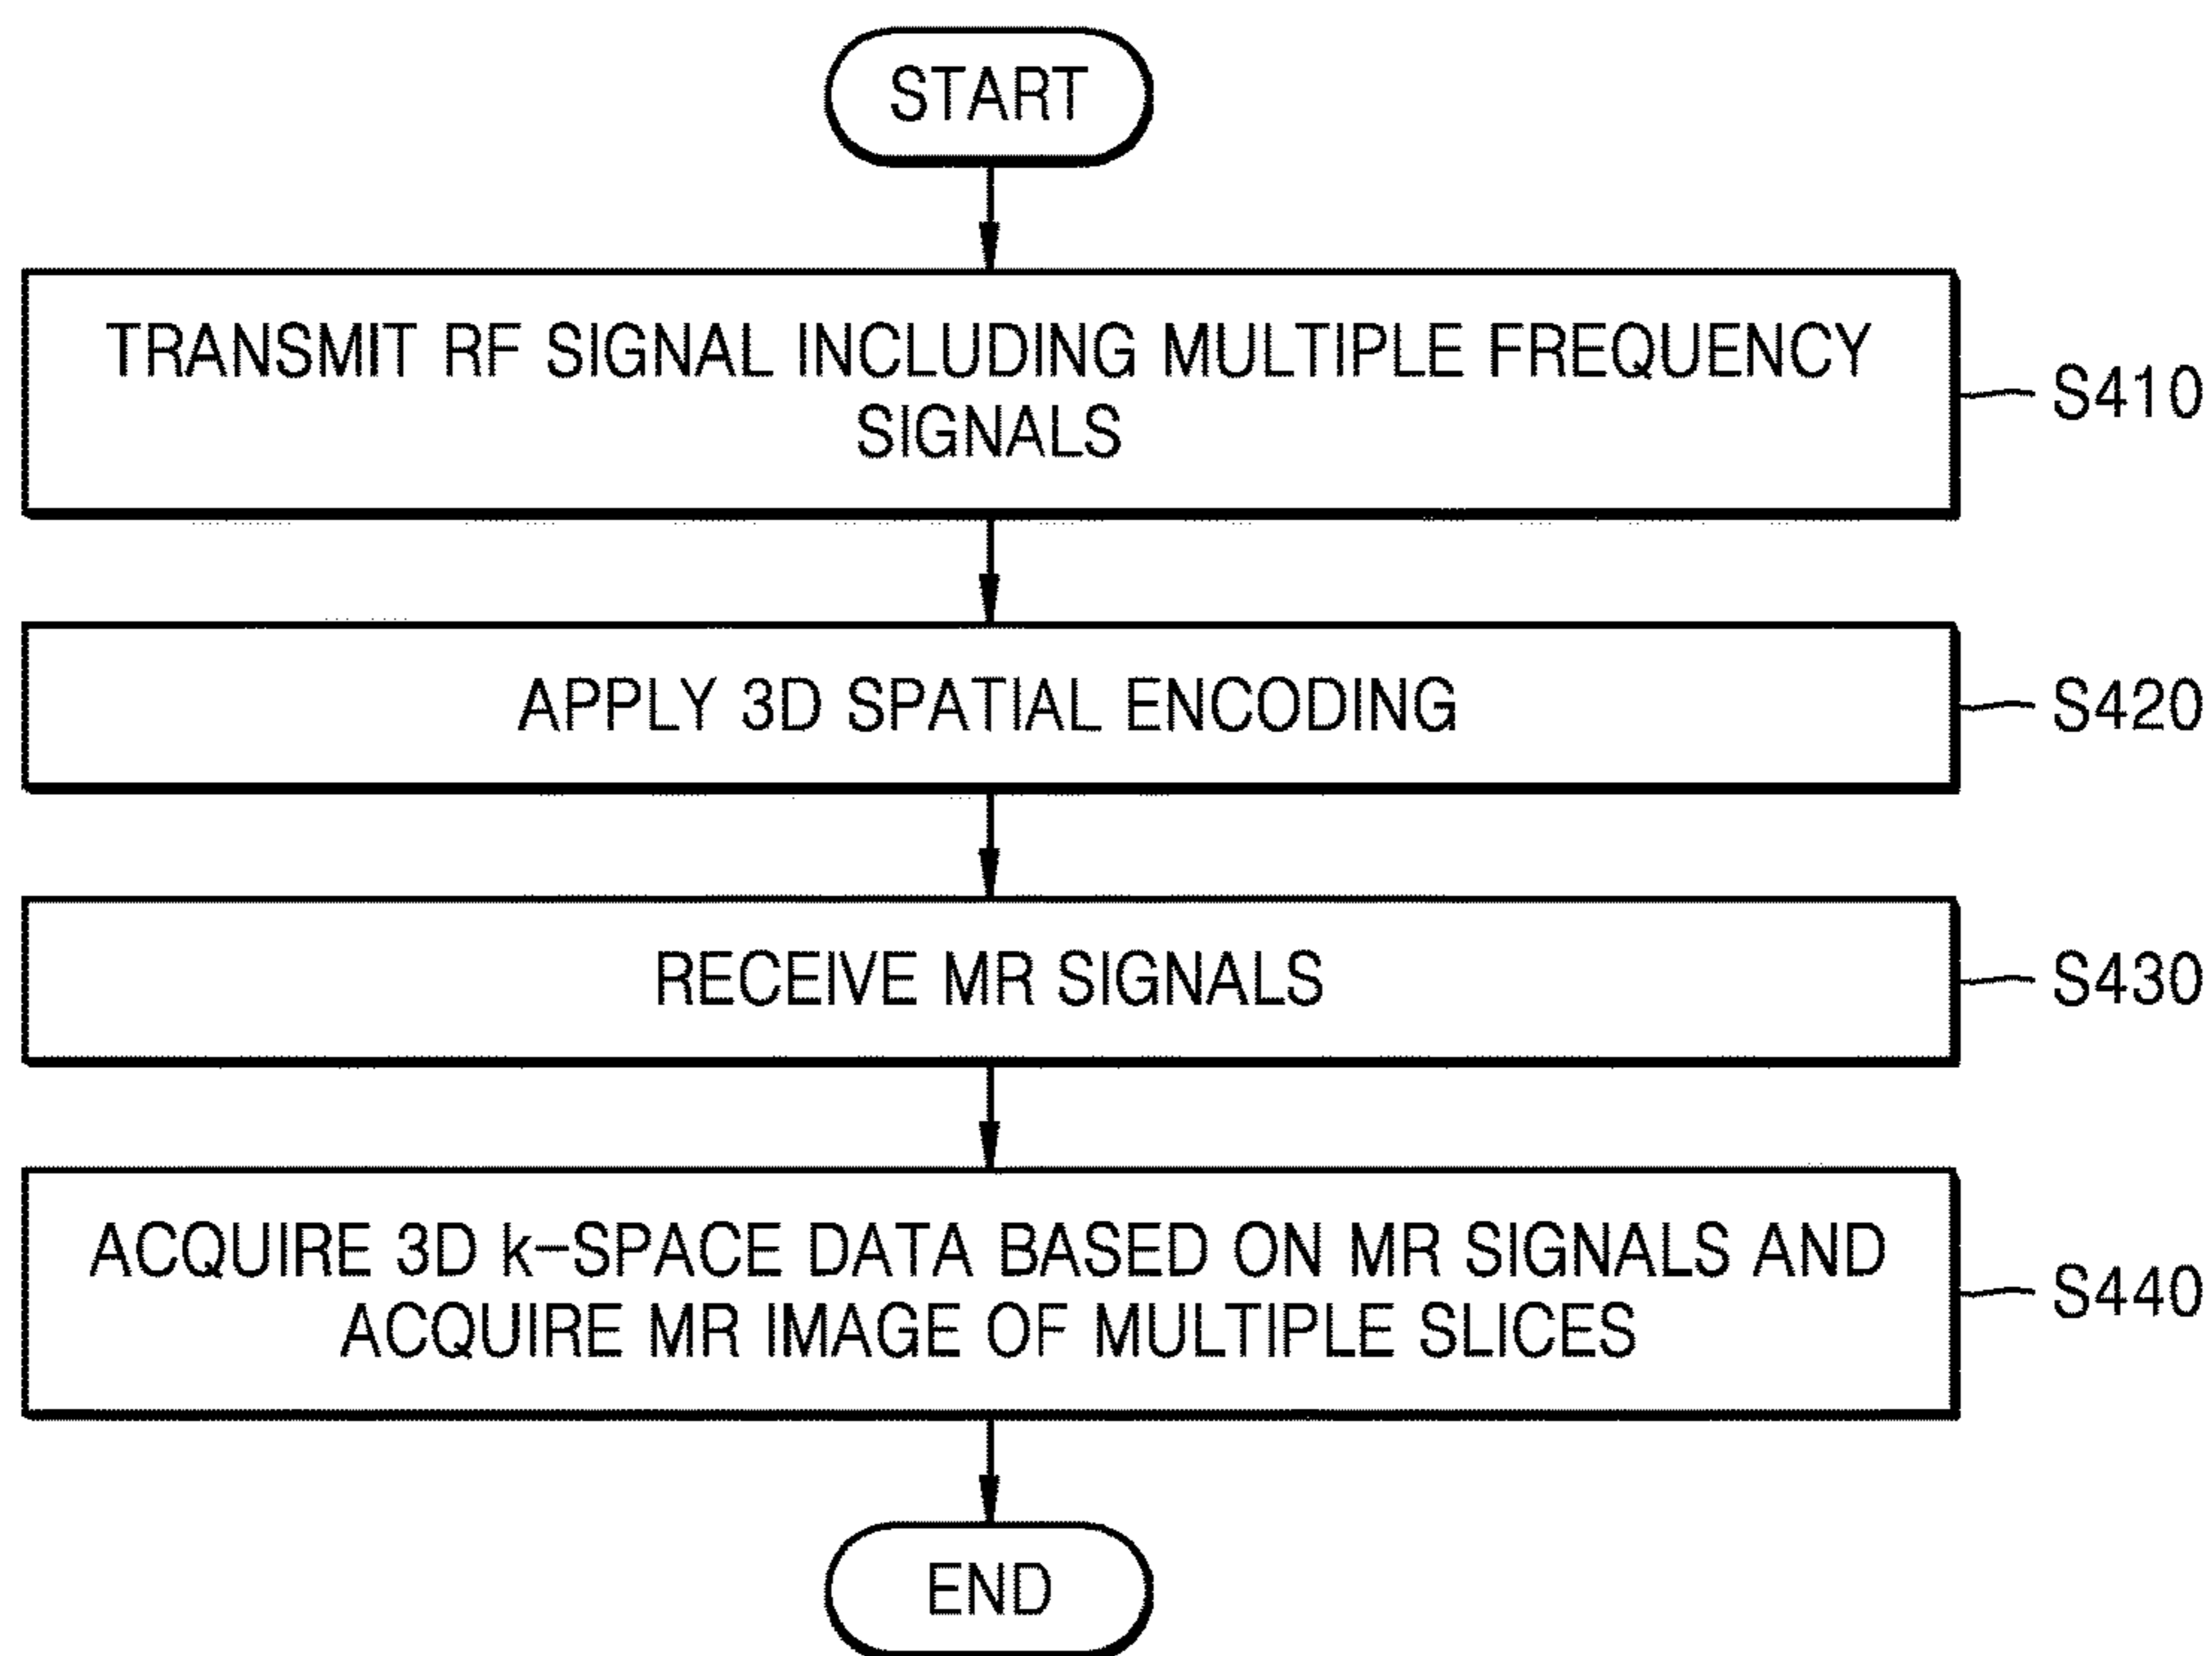 START
TRANSMIT RF SIGNAL INCLUDING MULTIPLE FREQUENCY
SIGNALS
S410
APPLY 3D SPATIAL ENCODING
S420
RECEIVE MR SIGNALS
S430
ACQUIRE 3D k-SPACE DATA BASED ON MR SIGNALS AND
ACQUIRE MR IMAGE OF MULTIPLE SLICES
S440
END